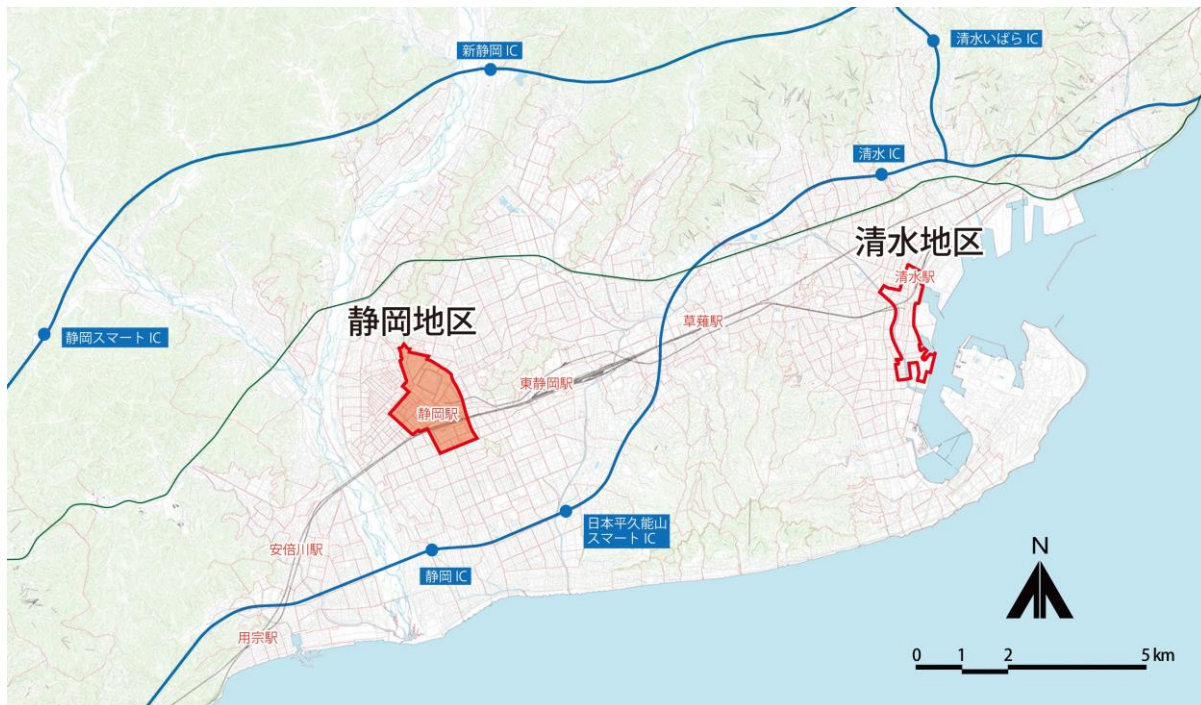 新静岡 IC
清水いばら IC
清水 IC
清水地区
清水駅
静岡地区
草薙駅
静岡スマート IC
東静岡駅
静岡駅
日本平久能山
スマート IC
安倍川駅
静岡 IC
用宗駅
N
0 1 2 5 km